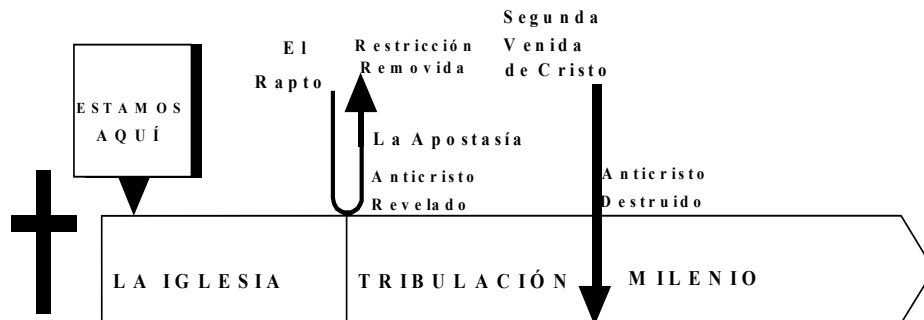 ESTAMOS
AQUÍ
El
Rapto
Restricción
Removida
La Apostasía
Anticristo
Revelado
Segunda
Venida
de Cristo
Anticristo
Destruido
LA IGLESIA
TRIBULACIÓN
MILENIO